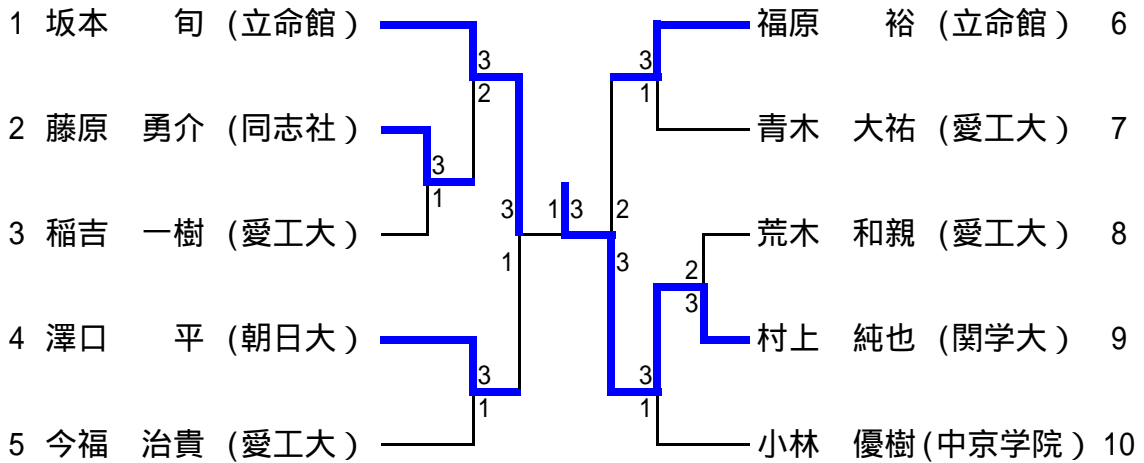 1 坂本 旬 (立命館)
2 藤原 勇介 (同志社)
3 稲吉 一樹 (愛工大)
4 澤口 平 (朝日大)
5 今福 治貴 (愛工大)
3
2
3
1
3
1
3
1
1 3
2
3
3
1
2
3
3
1
福原 裕 (立命館) 6
青木 大祐 (愛工大) 7
荒木 和親 (愛工大) 8
村上 純也 (関学大) 9
小林 優樹 (中京学院) 10